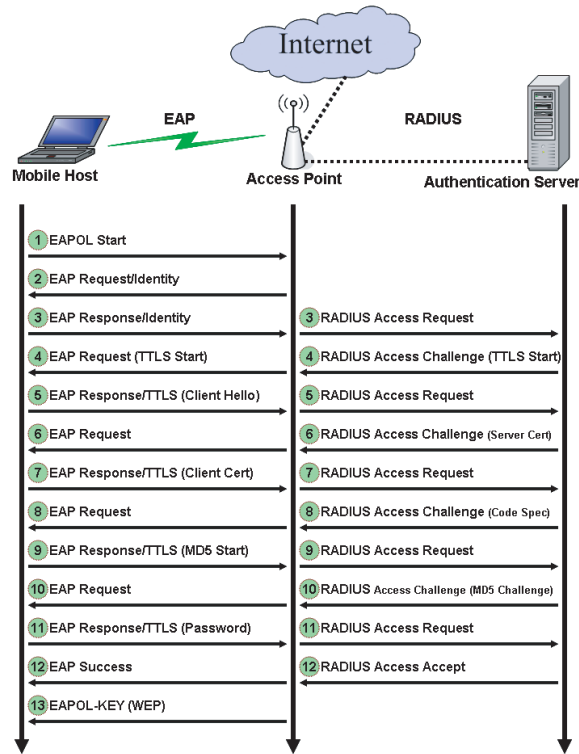 Internet
EAP
RADIUS
Mobile Host
Access Point
Authentication Server
1 EAPOL Start
2 EAP Request/Identity
3 EAP Response/Identity
3 RADIUS Access Request
4 EAP Request (TTLS Start)
4 RADIUS Access Challenge (TTLS Start)
5 EAP Response/TTLS (Client Hello)
5 RADIUS Access Request
6 EAP Request
6 RADIUS Access Challenge (Server Cert)
7 EAP Response/TTLS (Client Cert)
7 RADIUS Access Request
8 EAP Request
8 RADIUS Access Challenge (Code Spec)
9 EAP Response/TTLS (MD5 Start)
9 RADIUS Access Request
10 EAP Request
10 RADIUS Access Challenge (MD5 Challenge)
11 EAP Response/TTLS (Password)
11 RADIUS Access Request
12 EAP Success
12 RADIUS Access Accept
13 EAPOL-KEY (WEP)